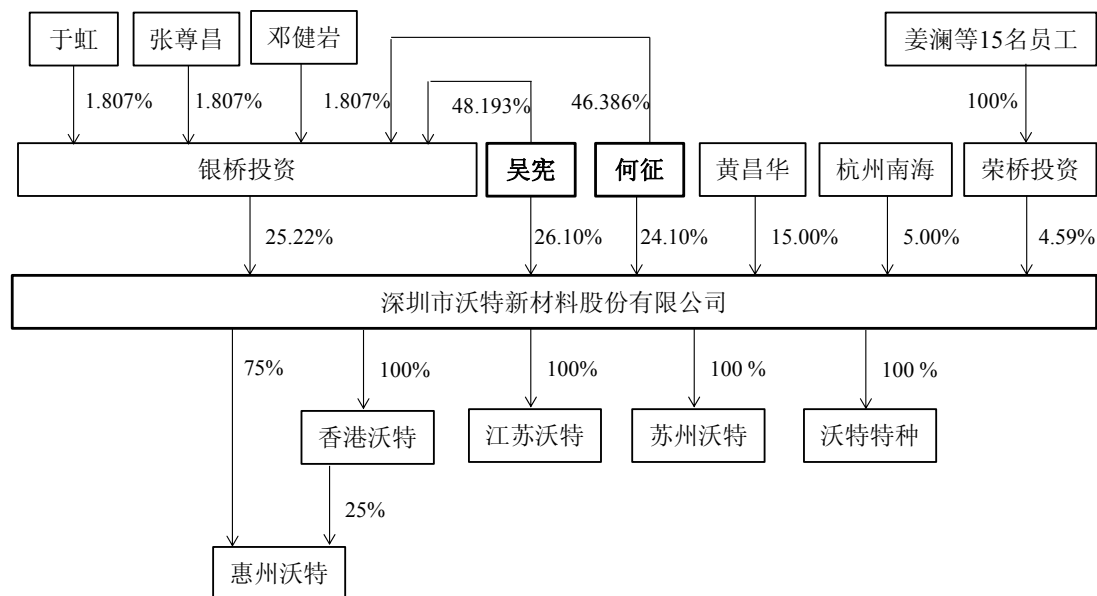 于虹
张尊昌
邓健岩
姜澜等15名员工
1.807%
1.807%
1.807%
48.193%
46.386%
100%
银桥投资
吴宪
何征
黄昌华
杭州南海
荣桥投资
25.22%
26.10%
24.10%
15.00%
5.00%
4.59%
深圳市沃特新材料股份有限公司
75%
100%
100%
100 %
100 %
香港沃特
江苏沃特
苏州沃特
沃特特种
25%
惠州沃特